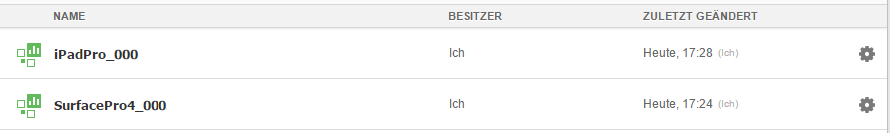 NAME BESITZER ZULETZT GEÄNDERT
iPadPro_000 Ich Heute, 17:28 (Ich)
SurfacePro4_000 Ich Heute, 17:24 (Ich)